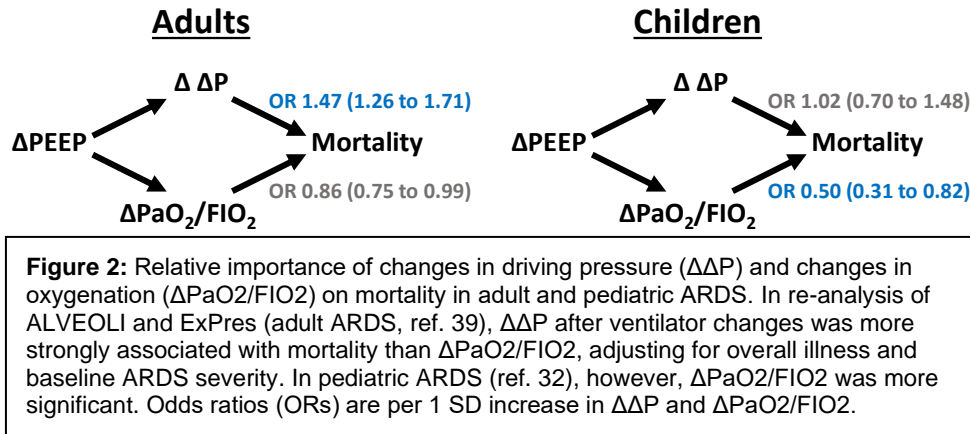 Adults
Children
Δ ΔP
OR 1.47 (1.26 to 1.71)
ΔPEEP
Mortality
OR 0.86 (0.75 to 0.99)
ΔPaO₂/FIO₂
Δ ΔP
OR 1.02 (0.70 to 1.48)
ΔPEEP
Mortality
OR 0.50 (0.31 to 0.82)
ΔPaO₂/FIO₂
Figure 2: Relative importance of changes in driving pressure (ΔΔP) and changes in
oxygenation (ΔPaO2/FIO2) on mortality in adult and pediatric ARDS. In re-analysis of
ALVEOLI and ExPres (adult ARDS, ref. 39), ΔΔP after ventilator changes was more
strongly associated with mortality than ΔPaO2/FIO2, adjusting for overall illness and
baseline ARDS severity. In pediatric ARDS (ref. 32), however, ΔPaO2/FIO2 was more
significant. Odds ratios (ORs) are per 1 SD increase in ΔΔP and ΔPaO2/FIO2.